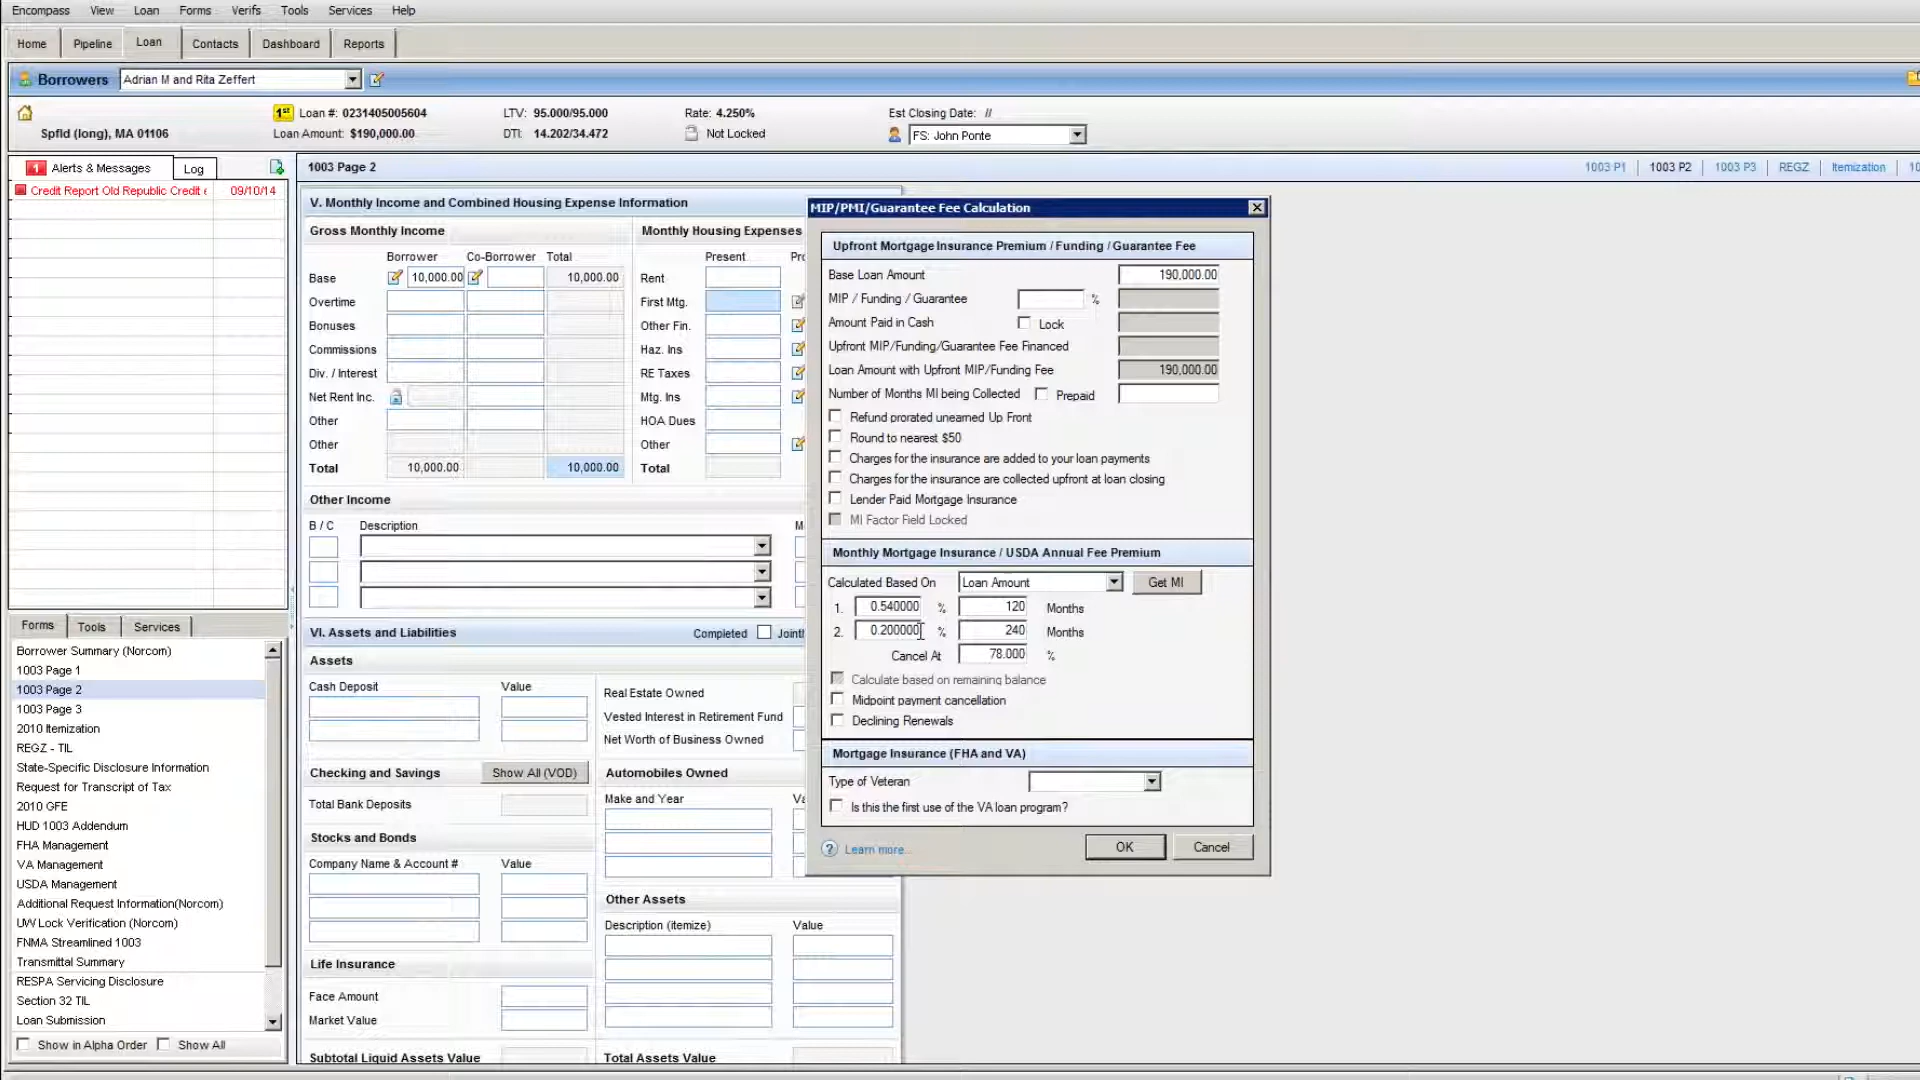 Encompass View Loan Forms Verifs Tools Services Help
Home Pipeline Loan Contacts Dashboard Reports
Borrowers Adrian M and Rita Zeffert
1st Loan #: 0231405005604 LTV: 95.000/95.000 Rate: 4.250% Est Closing Date: //
Spfld (long), MA 01106 Loan Amount: $190,000.00 DTI: 14.202/34.472 Not Locked FS: John Ponte
1 Alerts & Messages Log
Credit Report Old Republic Credit 09/10/14
1003 Page 2 1003 P1 1003 P2 1003 P3 REGZ Itemization 10
V. Monthly Income and Combined Housing Expense Information
Gross Monthly Income Monthly Housing Expenses
Borrower Co-Borrower Total Present
Base 10,000.00 10,000.00 Rent
Overtime First Mtg.
Bonuses Other Fin.
Commissions Haz. Ins
Div. / Interest RE Taxes
Net Rent Inc. Mtg. Ins
Other HOA Dues
Other Other
Total 10,000.00 10,000.00 Total
Other Income
B / C Description
VI. Assets and Liabilities Completed
Assets
Cash Deposit Value Real Estate Owned
Vested Interest in Retirement Fund
Net Worth of Business Owned
Checking and Savings Show All (VOD) Automobiles Owned
Total Bank Deposits Make and Year
Stocks and Bonds
Company Name & Account # Value
Other Assets
Description (itemize) Value
Life Insurance
Face Amount
Market Value
Subtotal Liquid Assets Value Total Assets Value
MIP/PMI/Guarantee Fee Calculation
Upfront Mortgage Insurance Premium / Funding / Guarantee Fee
Base Loan Amount 190,000.00
MIP / Funding / Guarantee %
Amount Paid in Cash Lock
Upfront MIP/Funding/Guarantee Fee Financed
Loan Amount with Upfront MIP/Funding Fee 190,000.00
Number of Months MI being Collected Prepaid
Refund prorated unearned Up Front
Round to nearest $50
Charges for the insurance are added to your loan payments
Charges for the insurance are collected upfront at loan closing
Lender Paid Mortgage Insurance
MI Factor Field Locked
Monthly Mortgage Insurance / USDA Annual Fee Premium
Calculated Based On Loan Amount Get MI
1. 0.540000 % 120 Months
2. 0.200000 % 240 Months
Cancel At 78.000 %
Calculate based on remaining balance
Midpoint payment cancellation
Declining Renewals
Mortgage Insurance (FHA and VA)
Type of Veteran
Is this the first use of the VA loan program?
? Learn more... OK Cancel
Forms Tools Services
Borrower Summary (Norcom)
1003 Page 1
1003 Page 2
1003 Page 3
2010 Itemization
REGZ - TIL
State-Specific Disclosure Information
Request for Transcript of Tax
2010 GFE
HUD 1003 Addendum
FHA Management
VA Management
USDA Management
Additional Request Information(Norcom)
UW Lock Verification (Norcom)
FNMA Streamlined 1003
Transmittal Summary
RESPA Servicing Disclosure
Section 32 TIL
Loan Submission
Show in Alpha Order Show All